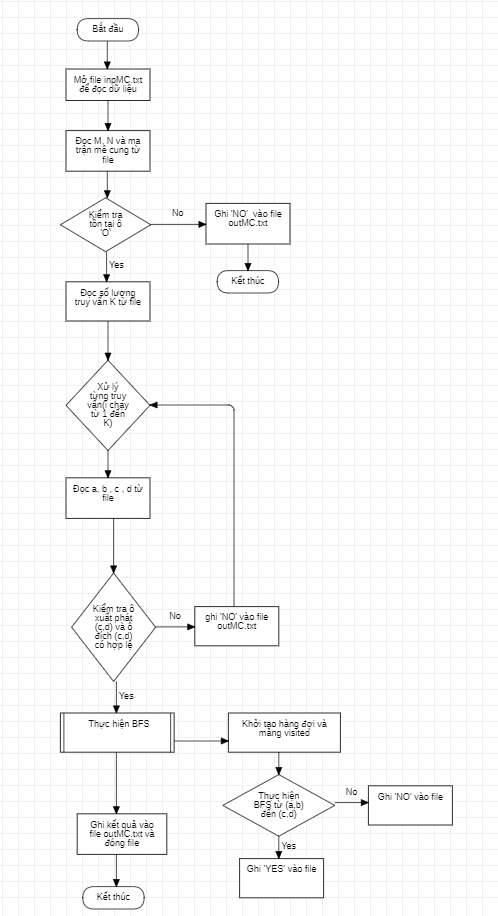 Bắt đầu
Mở file inpMC.txt
để đọc dữ liệu
Đọc M, N và ma
trận mê cung từ
file
Kiểm tra
tồn tại ô
'O'
No
Ghi 'NO' vào file
outMC.txt
Kết thúc
Yes
Đọc số lượng
truy vấn K từ file
Xử lý
từng truy
vấn(i chạy
từ 1 đến
K)
Đọc a, b , c , d từ
file
Kiểm tra ô
xuất phát
(c,d) và ô
đích (c,d)
có hợp lệ
No
ghi 'NO' vào file
outMC.txt
Yes
Thực hiện BFS
Khởi tạo hàng đợi và
mảng visited
Thực hiện
BFS từ (a,b)
đến (c,d)
No
Ghi 'NO' vào file
Yes
Ghi 'YES' vào file
Ghi kết quả vào
file outMC.txt và
đóng file
Kết thúc